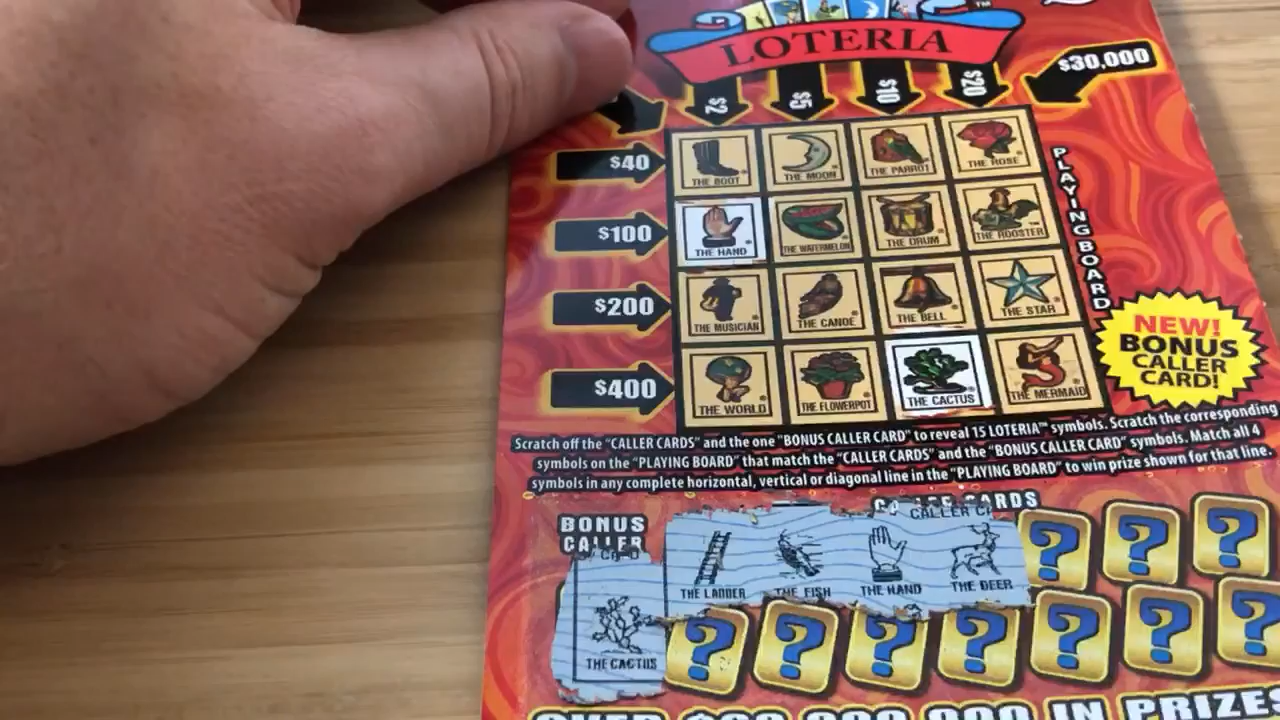 LOTERIA™
$2 $5 $10 $20 $30,000
$40
THE BOOT THE MOON THE PARROT THE ROSE
$100
THE HAND THE WATERMELON THE DRUM THE ROOSTER
$200
THE MUSICIAN THE CANOE THE BELL THE STAR
$400
THE WORLD THE FLOWERPOT THE CACTUS THE MERMAID
PLAYING BOARD
NEW!
BONUS
CALLER
CARD!
Scratch off the "CALLER CARDS" and the one "BONUS CALLER CARD" to reveal 15 LOTERIA™ symbols. Scratch the corresponding
symbols on the "PLAYING BOARD" that match the "CALLER CARDS" and the "BONUS CALLER CARD" symbols. Match all 4
symbols in any complete horizontal, vertical or diagonal line in the "PLAYING BOARD" to win prize shown for that line.
CARDS
CALLER
BONUS
CALLER
THE LADDER THE FISH THE HAND THE DEER
? ? ?
THE CACTUS
? ? ? ? ? ? ?
IN PRIZES